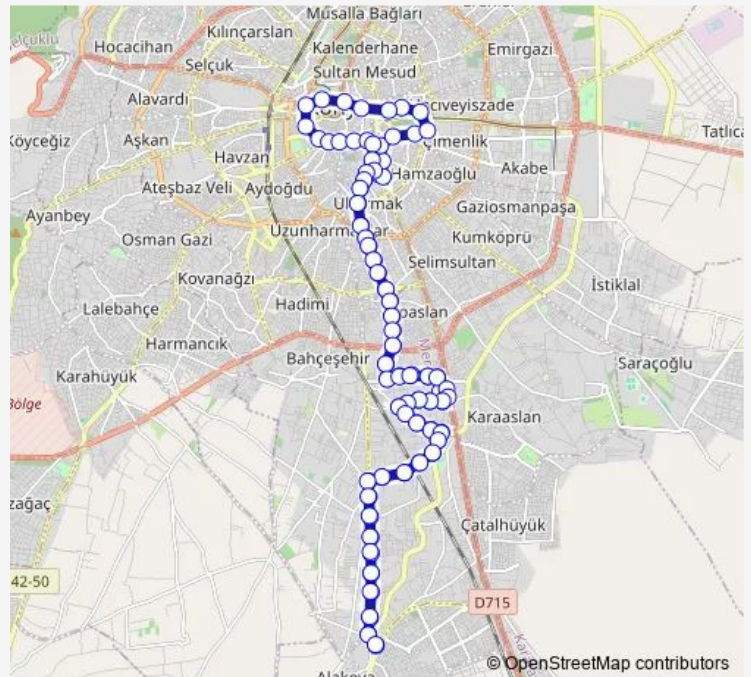 Musalla Bağları
Kılınçarslan
Hocacihan
Kalenderhane
Emirgazi
Selçuk
Sultan Mesud
Alavardı
cıveyiszade
Tatlıca
Köyceğiz
Aşkan
Çimenlik
Havzan
Akabe
Hamzaoğlu
Ateşbaz Veli
Aydoğdu
Gaziosmanpaşa
Ayanbey
Osman Gazi
Kumköprü
Selimsultan
Kovanağzı
İstiklal
Hadimi
Lalebahçe
Harmancık
Bahçeşehir
Saraçoğlu
Karahüyük
Bölge
Karaaslan
zağaç
Çatalhüyük
42-50
D715
© OpenStreetMap contributors